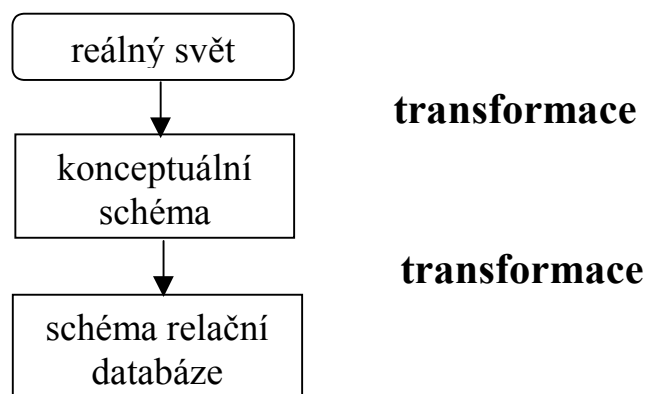 reálný svět
transformace
konceptuální
schéma
transformace
schéma relační
databáze